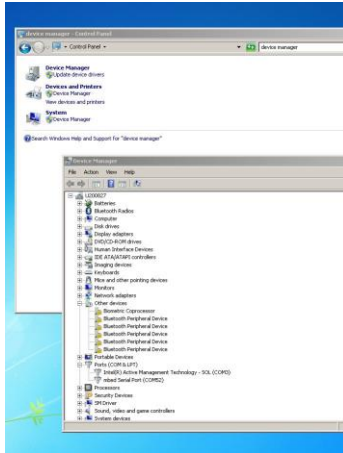 device manager - Control Panel
Control Panel
device manager
Device Manager
Update device drivers
Devices and Printers
Device Manager
View devices and printers
System
Device Manager
Search Windows Help and Support for "device manager"
Device Manager
File Action View Help
Batteries
Bluetooth Radios
Computer
Disk drives
Display adapters
DVD/CD-ROM drives
Human Interface Devices
IDE ATA/ATAPI controllers
Imaging devices
Keyboards
Mice and other pointing devices
Monitors
Network adapters
Other devices
Biometric Coprocessor
Bluetooth Peripheral Device
Bluetooth Peripheral Device
Bluetooth Peripheral Device
Bluetooth Peripheral Device
Portable Devices
Ports (COM & LPT)
Intel(R) Active Management Technology - SOL
mbed Serial Port
Processors
Security Devices
SM Driver
Sound, video and game controllers
System devices